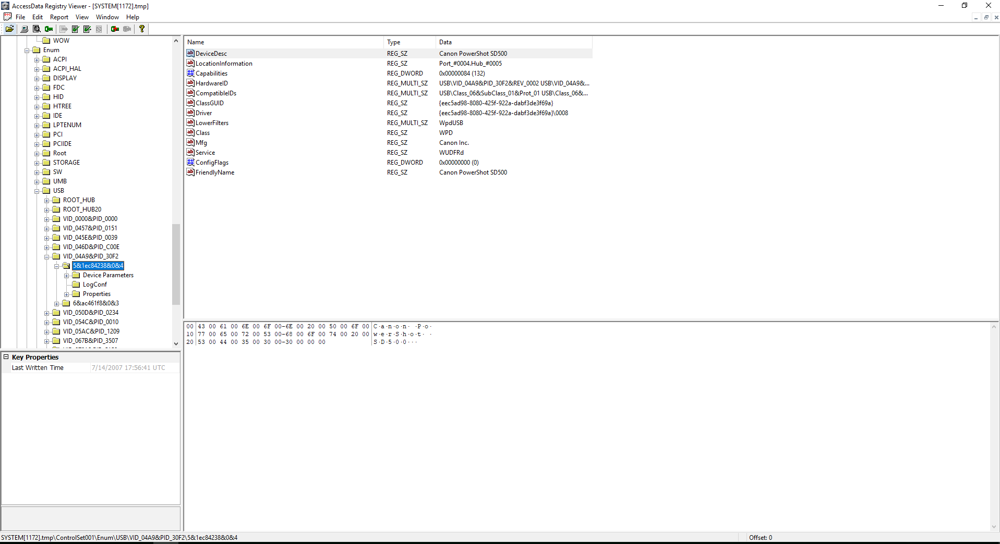 AccessData Registry Viewer - [SYSTEM[1172].tmp]
File Edit Report View Window Help
WOW
Enum
ACPI
ACPI_HAL
DISPLAY
FDC
HID
HTREE
IDE
LPTENUM
PCI
PCIIDE
Root
STORAGE
SW
UMB
USB
ROOT_HUB
ROOT_HUB20
VID_0000&PID_0000
VID_0457&PID_0151
VID_045E&PID_0039
VID_046D&PID_C00E
VID_04A9&PID_30F2
5&1ec84238&0&4
Device Parameters
LogConf
Properties
6&ac461f8&0&3
VID_050D&PID_0234
VID_054C&PID_0010
VID_05AC&PID_1209
VID_067B&PID_3507
Key Properties
Last Written Time 7/14/2007 17:56:41 UTC
Name Type Data
DeviceDesc REG_SZ Canon PowerShot SD500
LocationInformation REG_SZ Port_#0004.Hub_#0005
Capabilities REG_DWORD 0x00000084 (132)
HardwareID REG_MULTI_SZ USB\VID_04A9&PID_30F2&REV_0002 USB\VID_04A9&...
CompatibleIDs REG_MULTI_SZ USB\Class_06&SubClass_01&Prot_01 USB\Class_06&...
ClassGUID REG_SZ {eec5ad98-8080-425f-922a-dabf3de3f69a}
Driver REG_SZ {eec5ad98-8080-425f-922a-dabf3de3f69a}\0008
LowerFilters REG_MULTI_SZ WpdUSB
Class REG_SZ WPD
Mfg REG_SZ Canon Inc.
Service REG_SZ WUDFRd
ConfigFlags REG_DWORD 0x00000000 (0)
FriendlyName REG_SZ Canon PowerShot SD500
00 43 00 61 00 6E 00 6F 00-6E 00 20 00 50 00 6F 00 C·a·n·o·n· ·P·o·
10 77 00 65 00 72 00 53 00-68 00 6F 00 74 00 20 00 w·e·r·S·h·o·t· ·
20 53 00 44 00 35 00 30 00-30 00 00 00 S·D·5·0·0···
SYSTEM[1172].tmp\ControlSet001\Enum\USB\VID_04A9&PID_30F2\5&1ec84238&0&4
Offset: 0